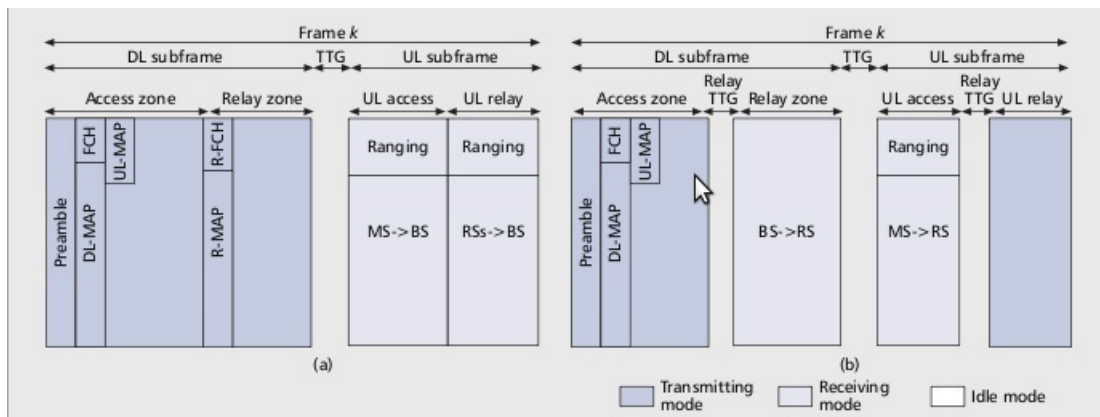 Frame k
DL subframe
TTG
UL subframe
Access zone
Relay zone
UL access
UL relay
Preamble
FCH
DL-MAP
UL-MAP
R-FCH
R-MAP
Ranging
Ranging
MS->BS
RSs->BS
(a)
Frame k
DL subframe
TTG
UL subframe
Access zone
Relay
TTG
Relay zone
UL access
Relay
TTG
UL relay
Preamble
FCH
DL-MAP
UL-MAP
BS->RS
Ranging
MS->RS
(b)
Transmitting
mode
Receiving
mode
Idle mode